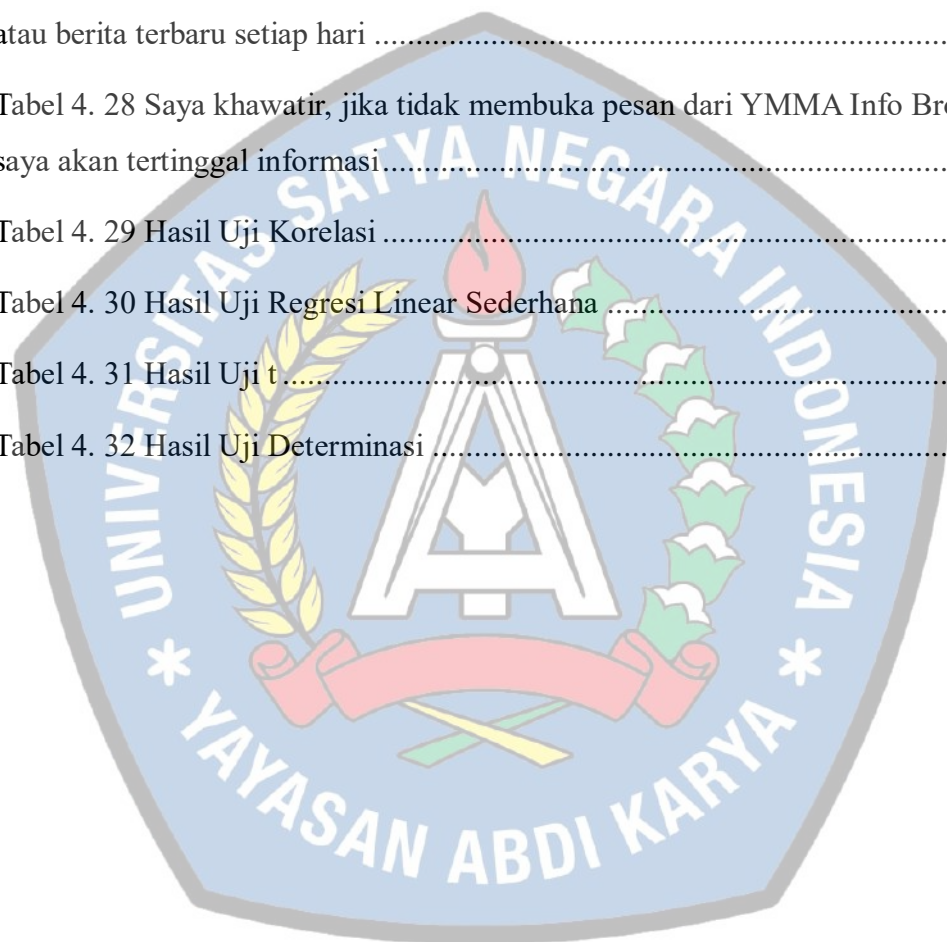 atau berita terbaru setiap hari ........................................................................
Tabel 4. 28 Saya khawatir, jika tidak membuka pesan dari YMMA Info Bro
saya akan tertinggal informasi.......................................................................
Tabel 4. 29 Hasil Uji Korelasi .......................................................................
Tabel 4. 30 Hasil Uji Regresi Linear Sederhana ...........................................
Tabel 4. 31 Hasil Uji t...................................................................................
Tabel 4. 32 Hasil Uji Determinasi .................................................................
UNIVERSITAS SATYA NEGARA INDONESIA
* YAYASAN ABDI KARYA *